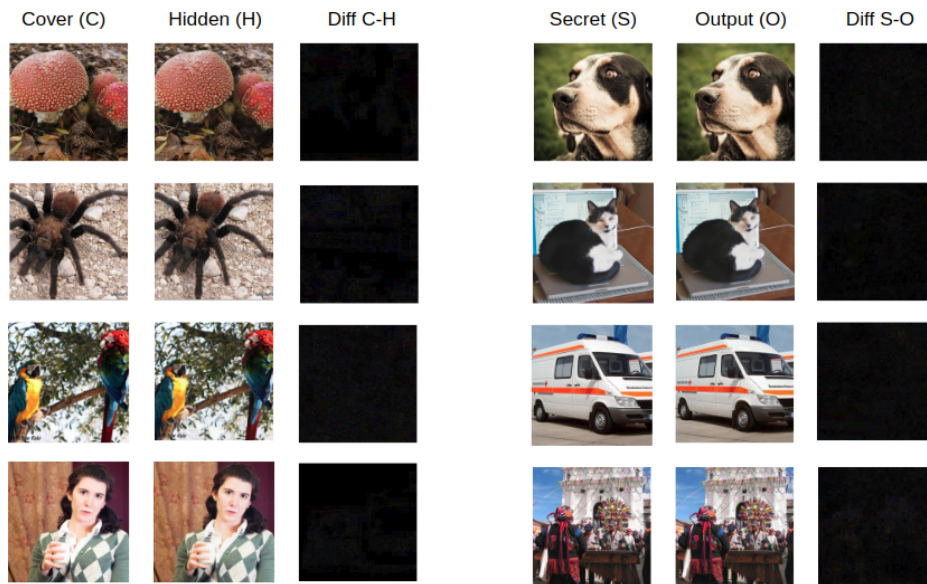 Cover (C) Hidden (H) Diff C-H Secret (S) Output (O) Diff S-O